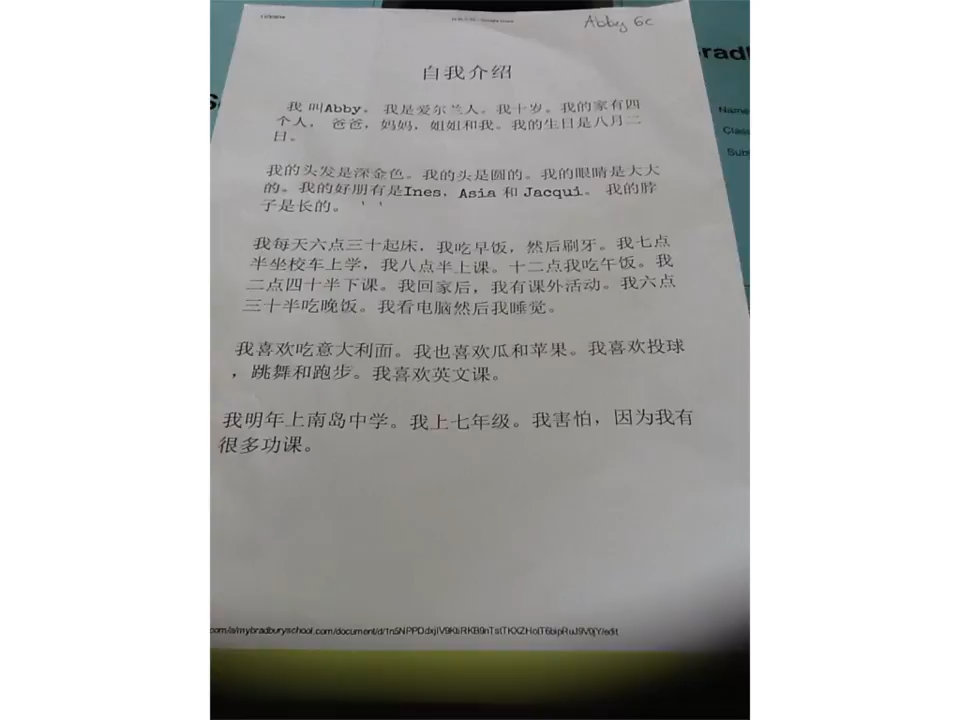 Abby 6c
自我介绍
我 叫Abby。 我是爱尔兰人。我十岁。我的家有四
个人， 爸爸，妈妈，姐姐和我。我的生日是八月二
日。
我的头发是深金色。我的头是圆的。我的眼睛是大大
的。我的好朋有是Ines，Asia 和 Jacqui。 我的脖
子是长的。
我每天六点三十起床，我吃早饭，然后刷牙。我七点
半坐校车上学，我八点半上课。十二点我吃午饭。我
二点四十半下课。我回家后，我有课外活动。我六点
三十半吃晚饭。我看电脑然后我睡觉。
我喜欢吃意大利面。我也喜欢瓜和苹果。我喜欢投球
，跳舞和跑步。我喜欢英文课。
我明年上南岛中学。我上七年级。我害怕，因为我有
很多功课。
Name
Class
Sub